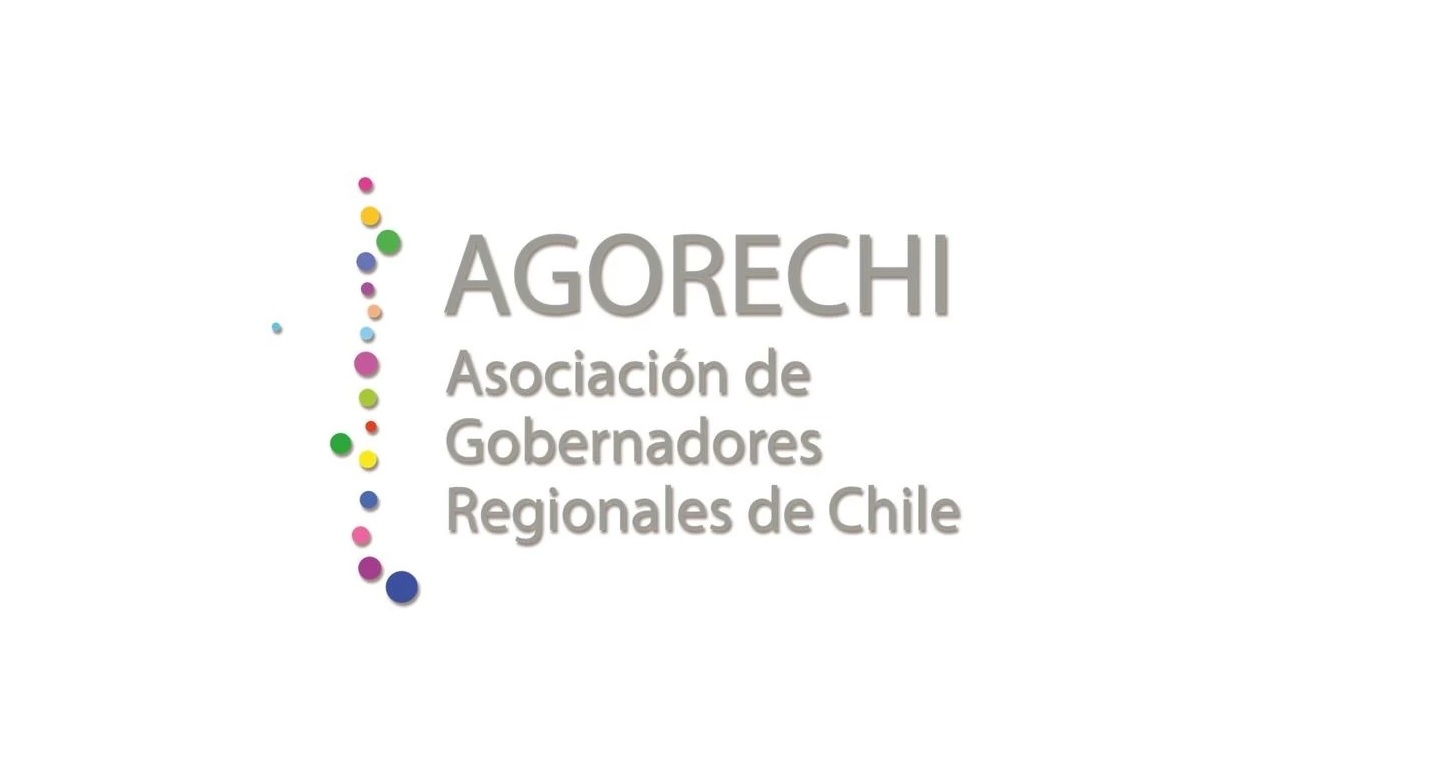 AGORECHI
Asociación de
Gobernadores
Regionales de Chile